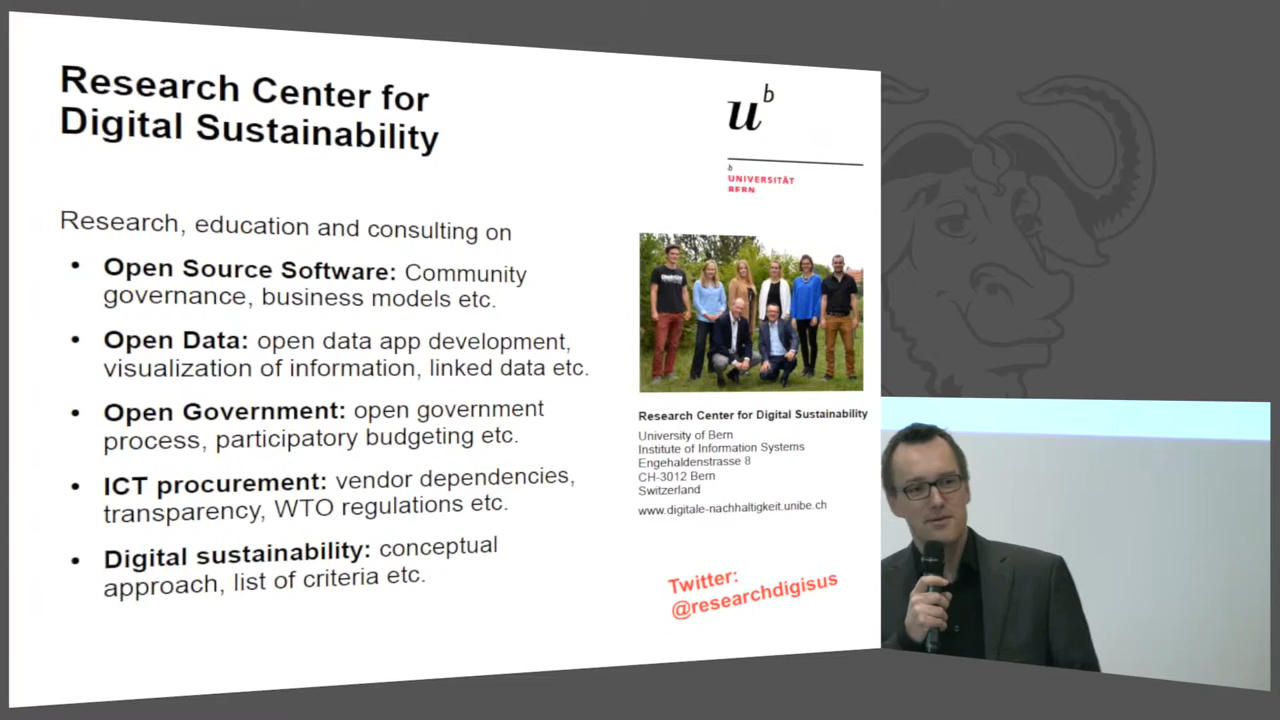 Research Center for
Digital Sustainability
u^b
b
UNIVERSITÄT
BERN
Research, education and consulting on
• Open Source Software: Community
governance, business models etc.
• Open Data: open data app development,
visualization of information, linked data etc.
• Open Government: open government
process, participatory budgeting etc.
• ICT procurement: vendor dependencies,
transparency, WTO regulations etc.
• Digital sustainability: conceptual
approach, list of criteria etc.
Research Center for Digital Sustainability
University of Bern
Institute of Information Systems
Engehaldenstrasse 8
CH-3012 Bern
Switzerland
www.digitale-nachhaltigkeit.unibe.ch
Twitter:
@researchdigisus